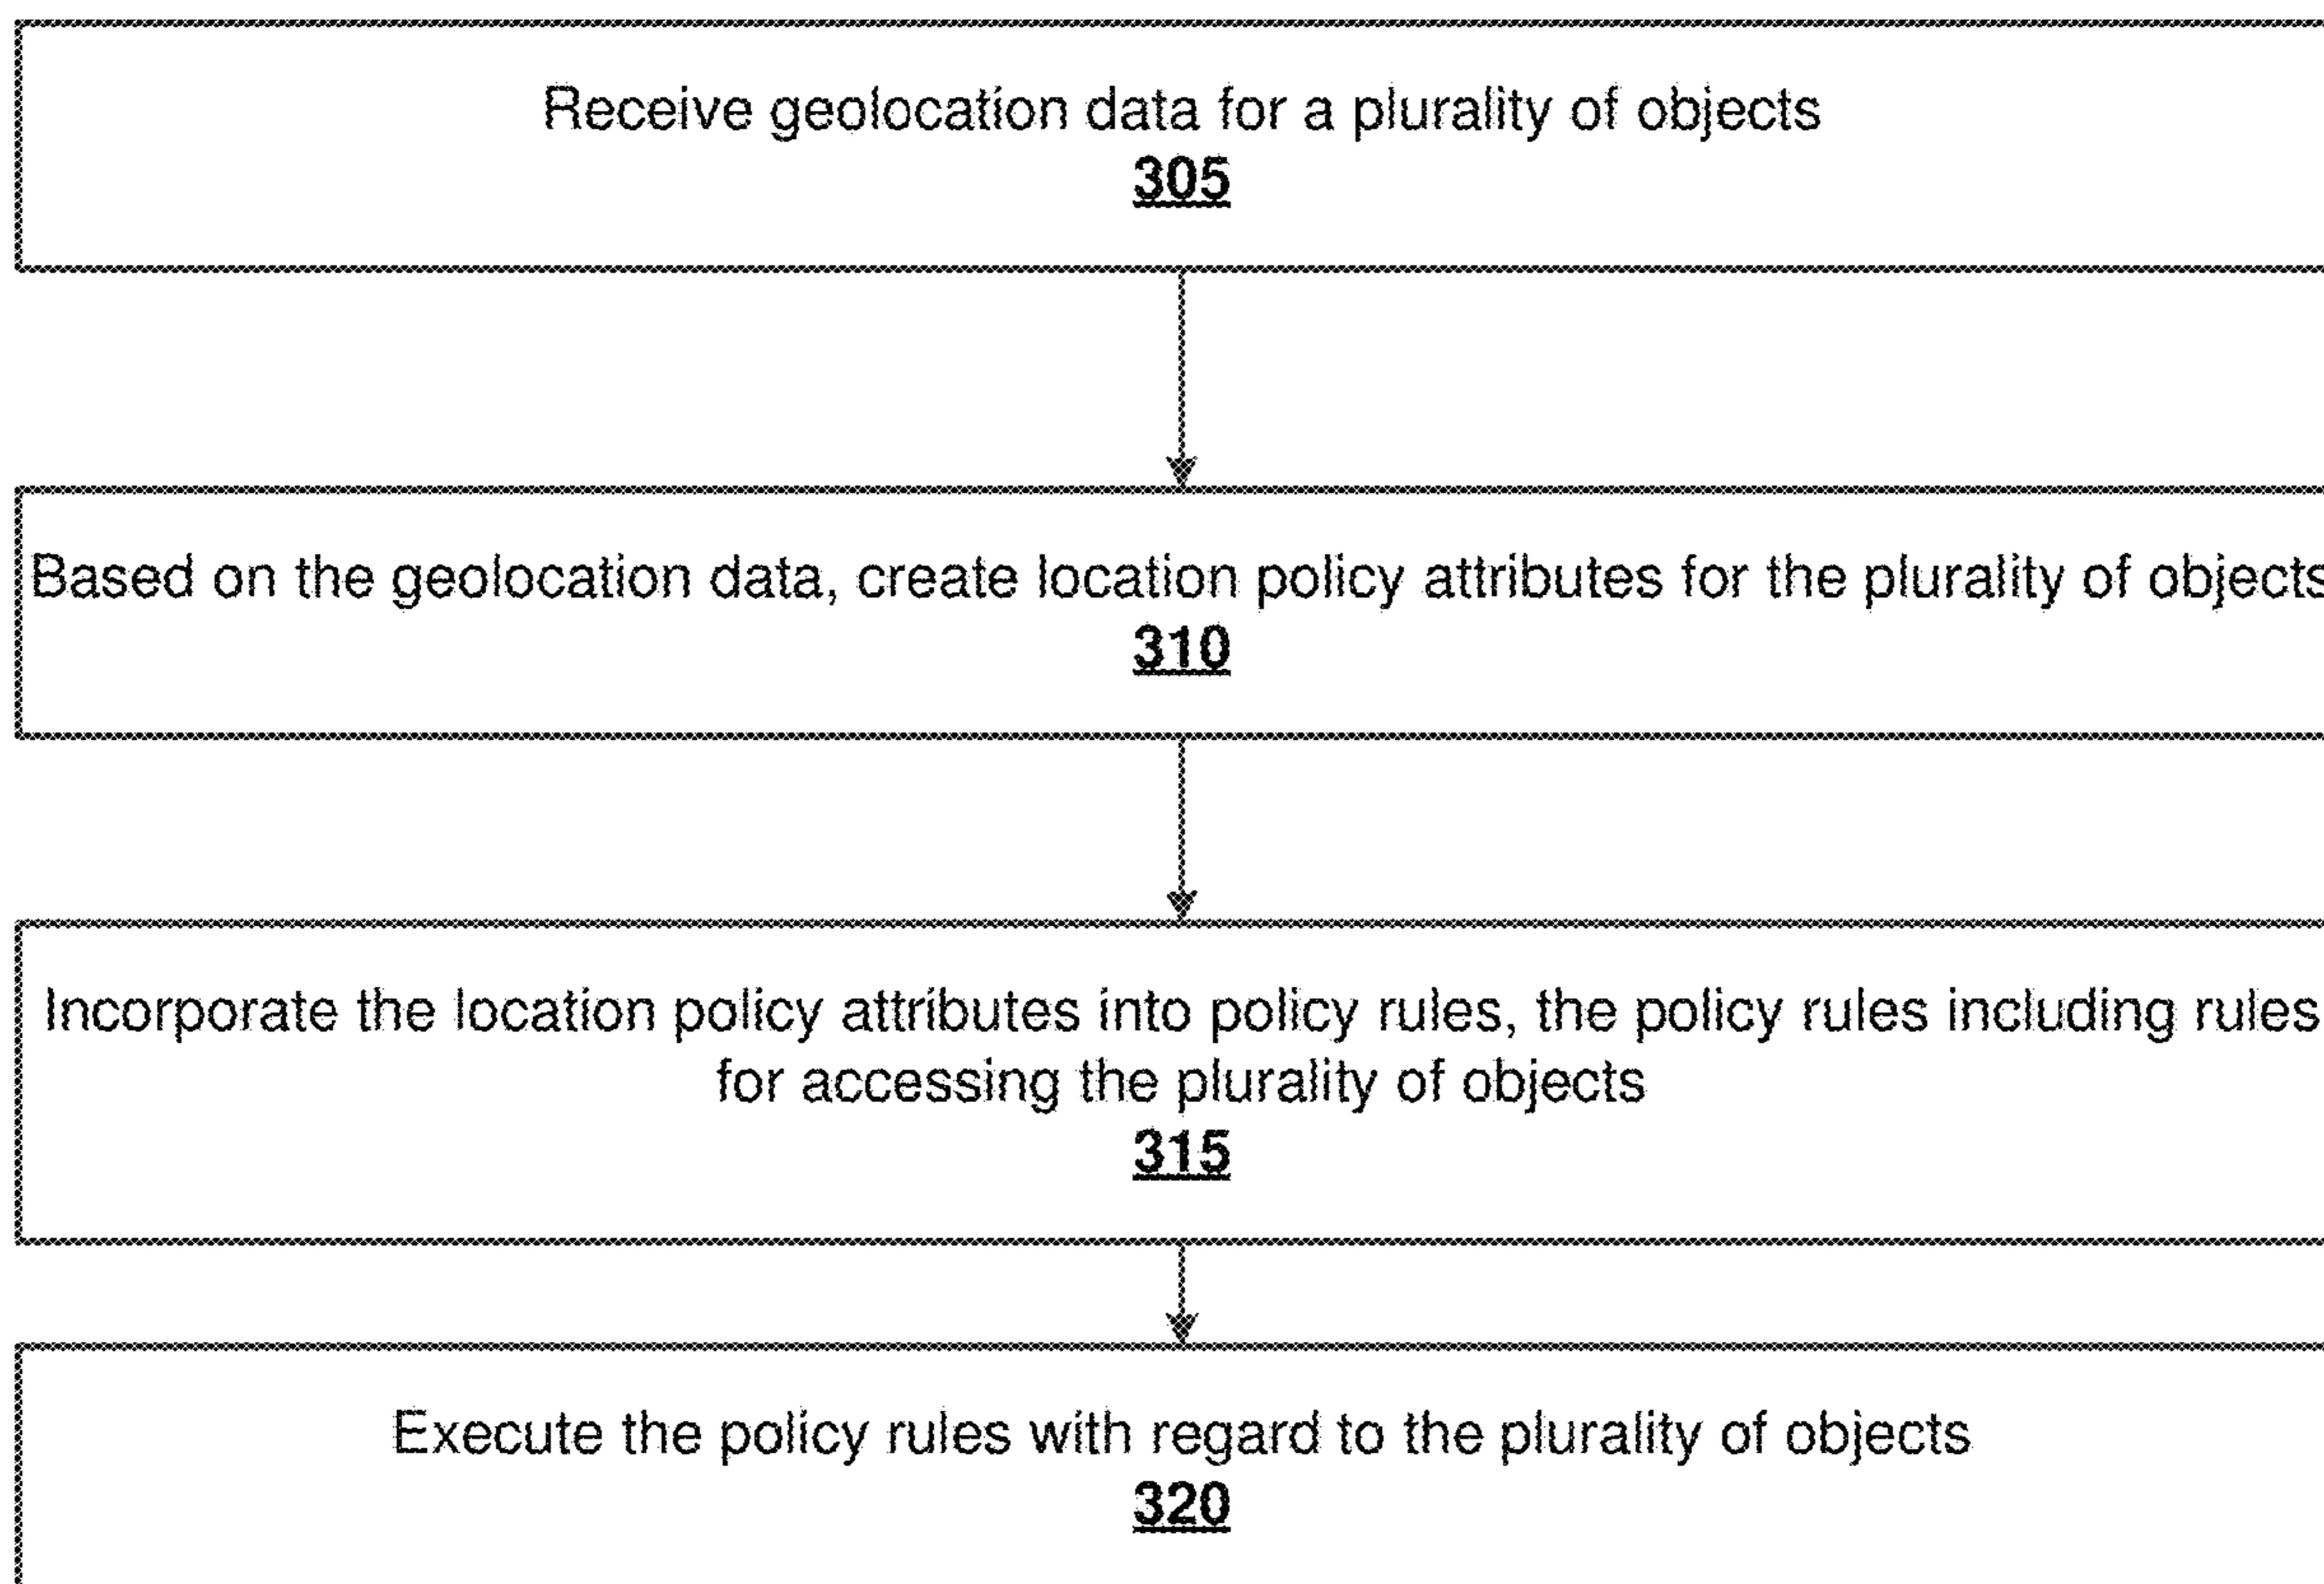 Receive geolocation data for a plurality of objects
305
Based on the geolocation data, create location policy attributes for the plurality of objects
310
Incorporate the location policy attributes into policy rules, the policy rules including rules
for accessing the plurality of objects
315
Execute the policy rules with regard to the plurality of objects
320